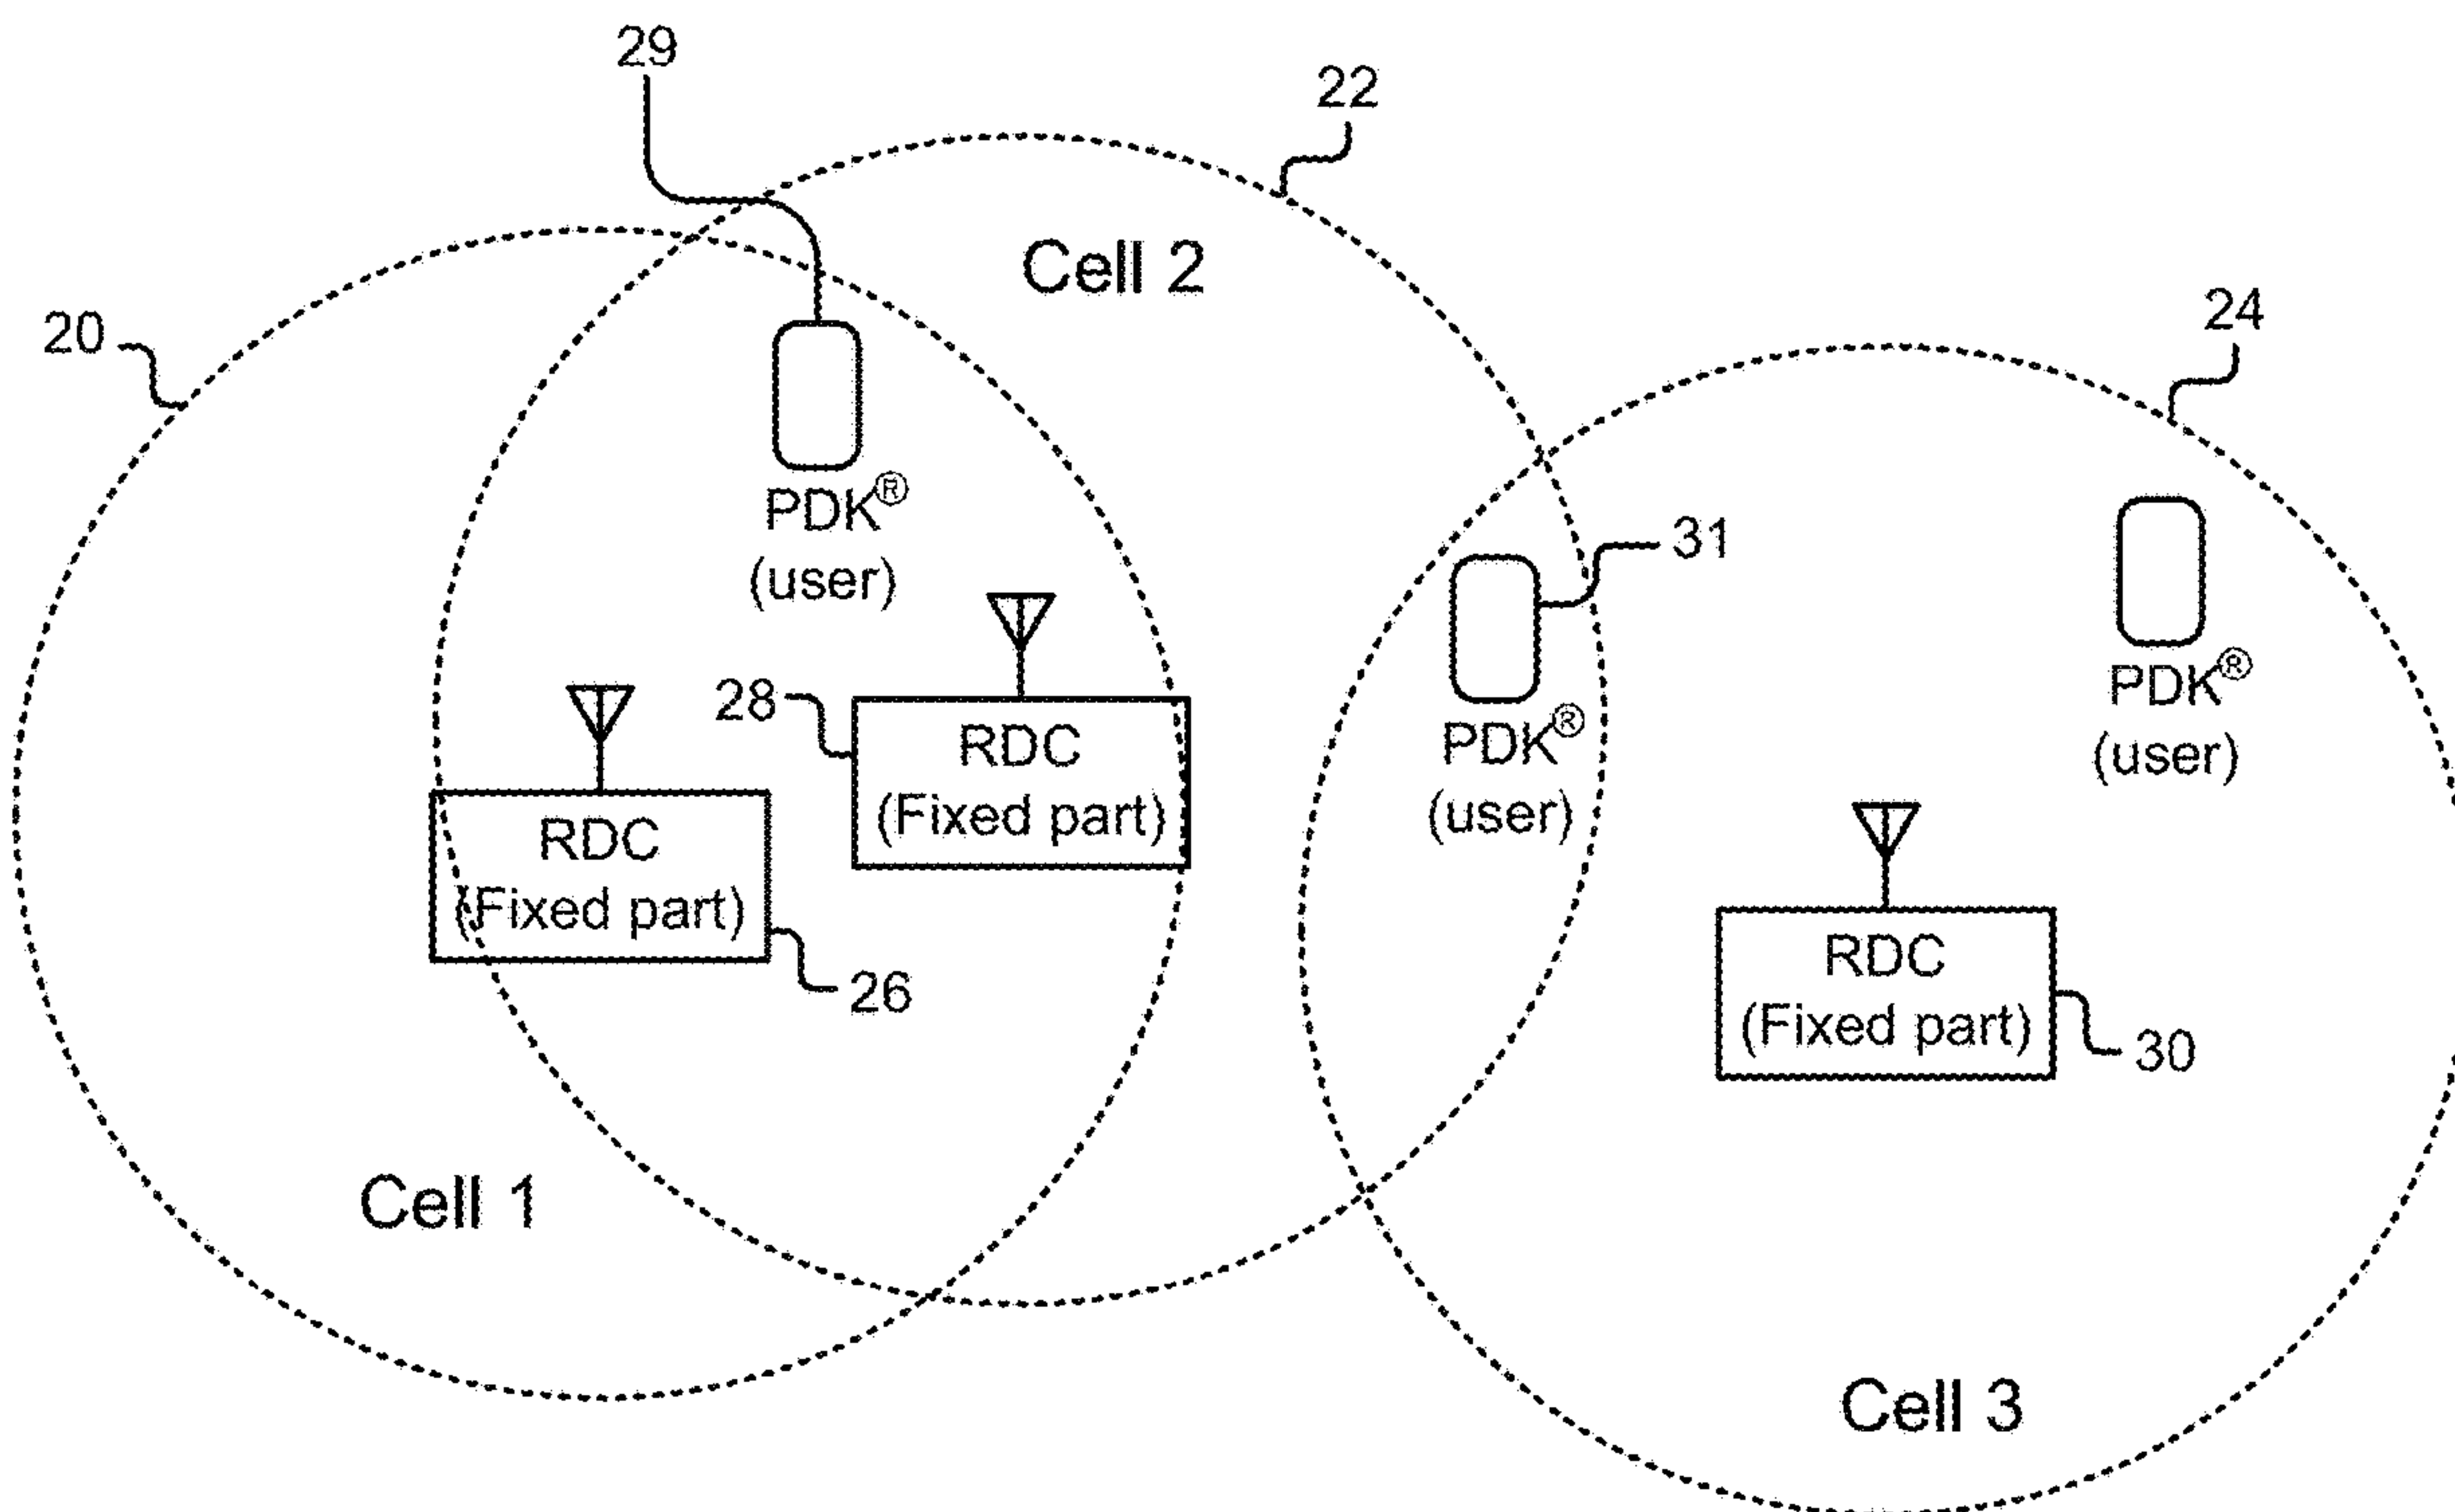 29
22
Cell 2
20
24
PDK®
(user)
31
PDK®
(user)
28
RDC
(Fixed part)
PDK®
(user)
RDC
(Fixed part)
26
RDC
(Fixed part)
30
Cell 1
Cell 3